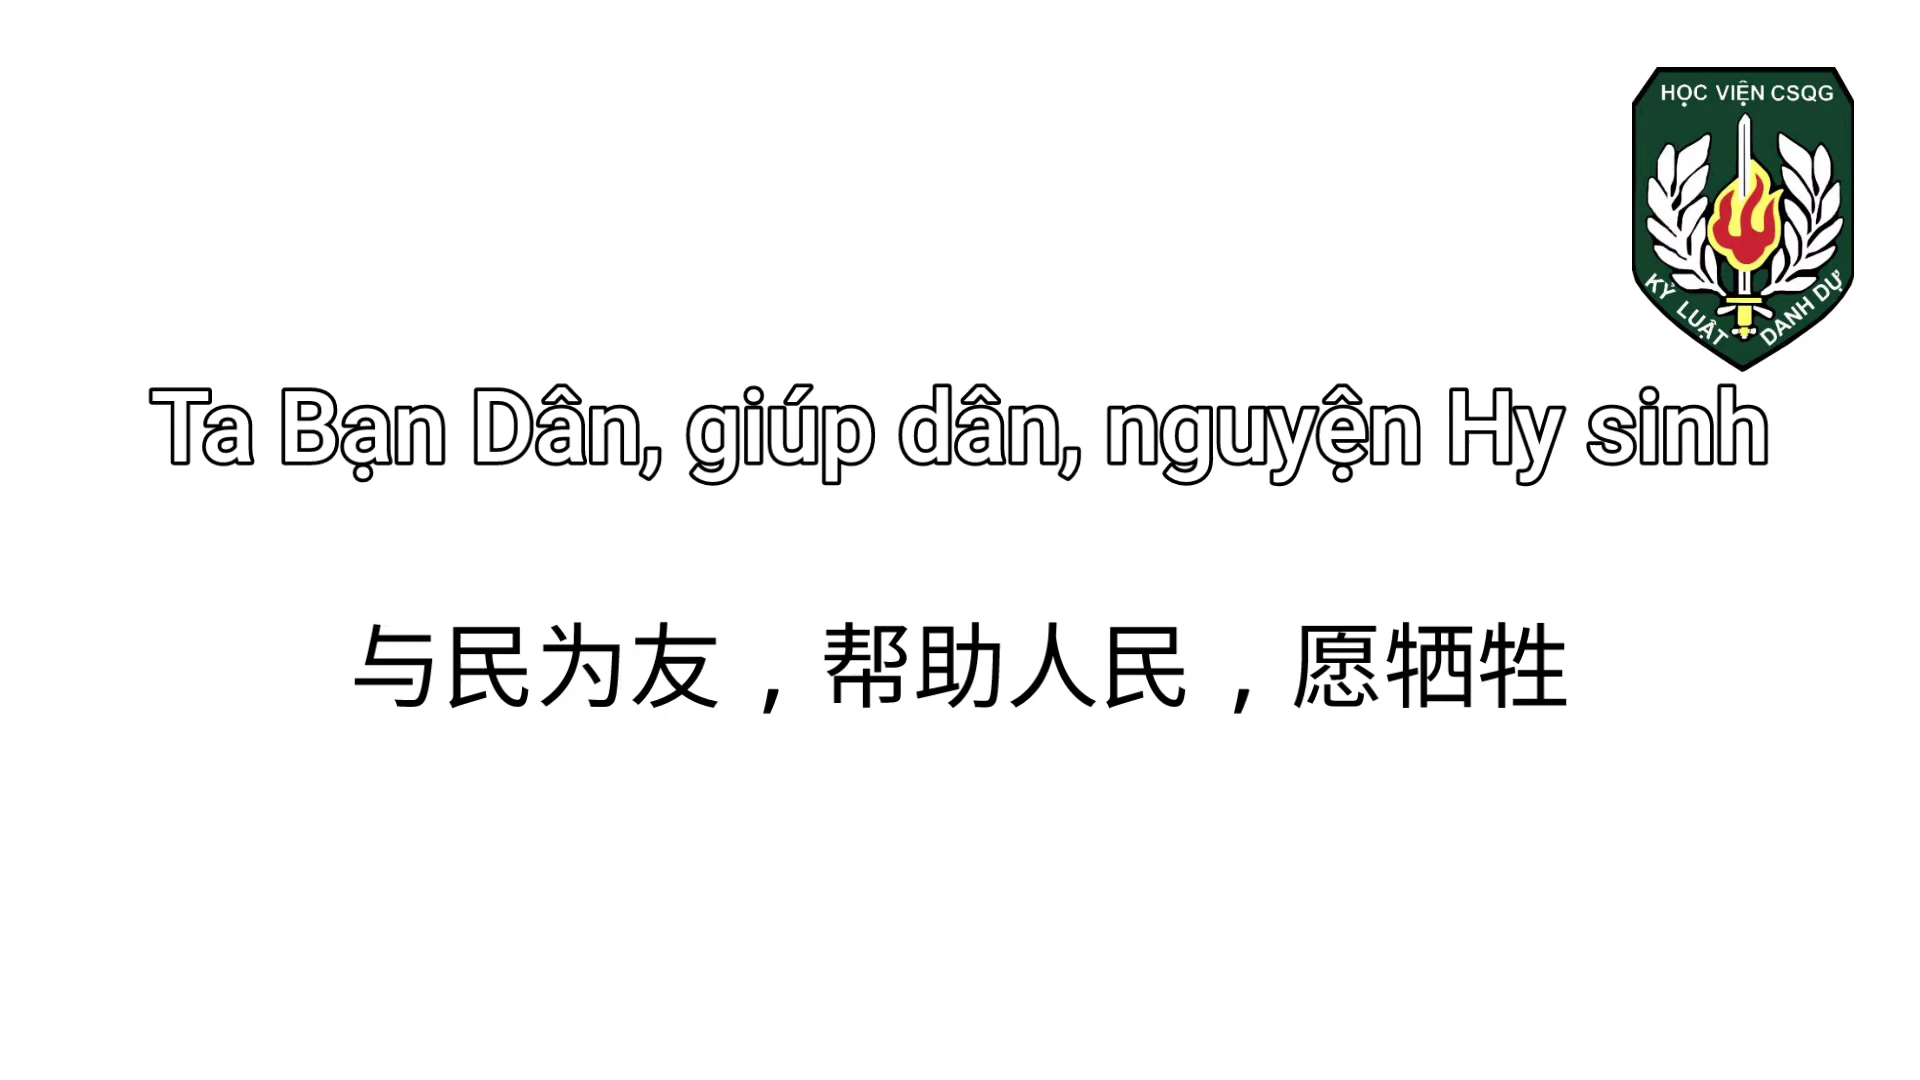 HỌC VIỆN CSQG
KỶ LUẬT DANH DỰ
Ta Bạn Dân, giúp dân, nguyện Hy sinh
与民为友，帮助人民，愿牺牲